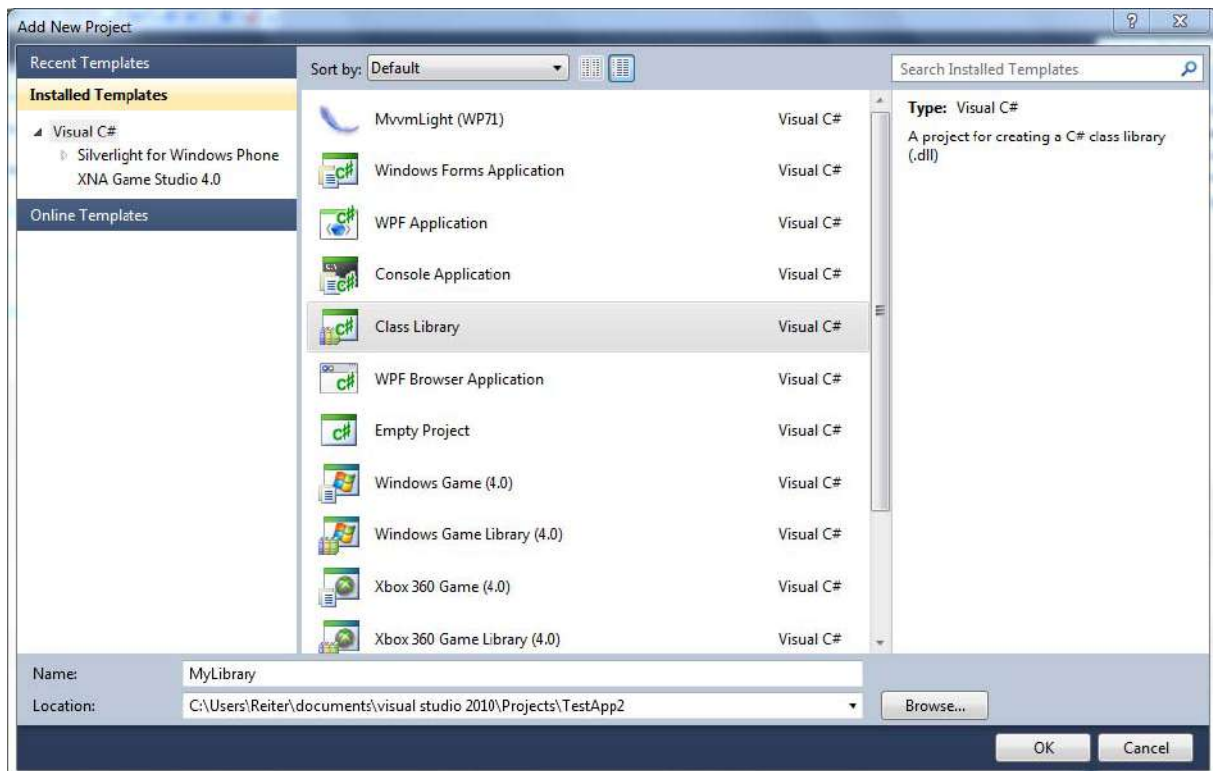 Add New Project
Recent Templates
Installed Templates
Visual C#
Silverlight for Windows Phone
XNA Game Studio 4.0
Online Templates
Sort by: Default
Search Installed Templates
MvvmLight (WP71) Visual C#
Windows Forms Application Visual C#
WPF Application Visual C#
Console Application Visual C#
Class Library Visual C#
WPF Browser Application Visual C#
Empty Project Visual C#
Windows Game (4.0) Visual C#
Windows Game Library (4.0) Visual C#
Xbox 360 Game (4.0) Visual C#
Xbox 360 Game Library (4.0) Visual C#
Type: Visual C#
A project for creating a C# class library
(.dll)
Name: MyLibrary
Location: C:\Users\Reiter\documents\visual studio 2010\Projects\TestApp2
Browse...
OK Cancel